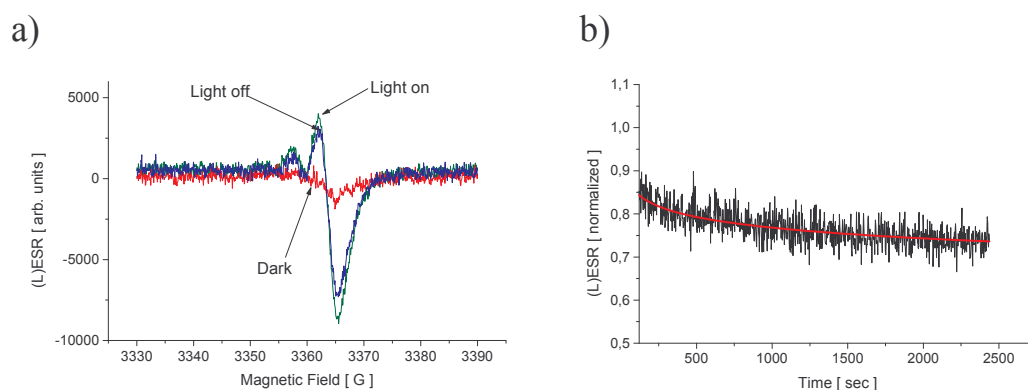 a)
(L)ESR [ arb. units]
5000
0
-5000
-10000
Light off
Light on
Dark
3330 3340 3350 3360 3370 3380 3390
Magnetic Field [ G ]
b)
(L)ESR [ normalized]
1,1
1,0
0,9
0,8
0,7
0,6
0,5
500 1000 1500 2000 2500
Time [ sec]